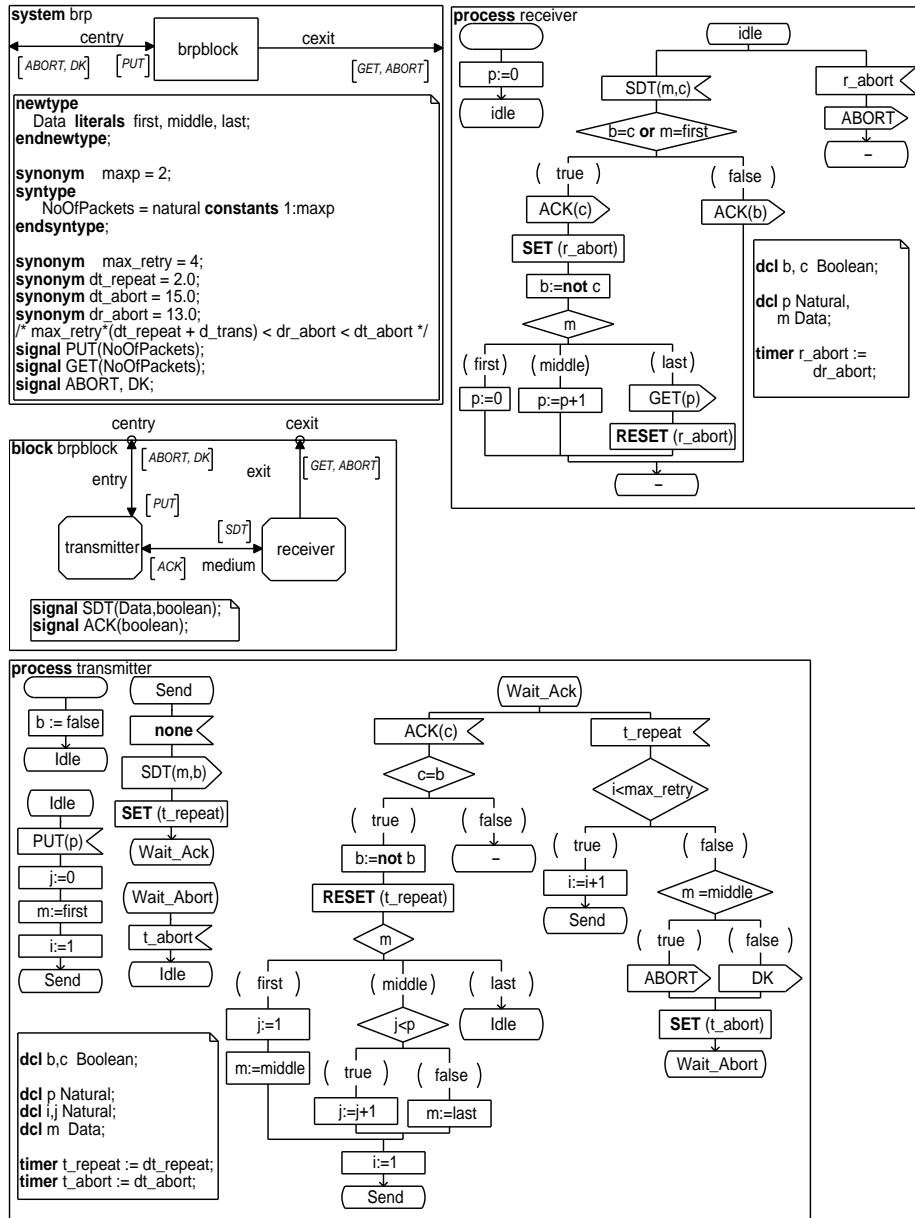 system brp
centry
brpblock
cexit
[ABORT, DK]
[PUT]
[GET, ABORT]
newtype
Data literals first, middle, last;
endnewtype;
synonym maxp = 2;
syntype
NoOfPackets = natural constants 1:maxp
endsyntype;
synonym max_retry = 4;
synonym dt_repeat = 2.0;
synonym dt_abort = 15.0;
synonym dr_abort = 13.0;
/* max_retry*(dt_repeat + d_trans) < dr_abort < dt_abort */
signal PUT(NoOfPackets);
signal GET(NoOfPackets);
signal ABORT, DK;
centry
cexit
block brpblock
[ABORT, DK]
[GET, ABORT]
entry
exit
[PUT]
[SDT]
transmitter
receiver
[ACK]
medium
signal SDT(Data,boolean);
signal ACK(boolean);
process receiver
p:=0
idle
idle
SDT(m,c)
r_abort
ABORT
–
b=c or m=first
(true)
(false)
ACK(c)
ACK(b)
SET (r_abort)
b:=not c
m
(first)
(middle)
(last)
p:=0
p:=p+1
GET(p)
RESET (r_abort)
–
dcl b, c Boolean;
dcl p Natural,
m Data;
timer r_abort :=
dr_abort;
process transmitter
b := false
Idle
Idle
PUT(p)
j:=0
m:=first
i:=1
Send
Send
none
SDT(m,b)
SET (t_repeat)
Wait_Ack
Wait_Abort
t_abort
Idle
Wait_Ack
ACK(c)
t_repeat
c=b
i<max_retry
(true)
(false)
b:=not b
–
RESET (t_repeat)
m
(true)
(false)
i:=i+1
Send
m =middle
(true)
(false)
ABORT
DK
SET (t_abort)
Wait_Abort
(first)
(middle)
(last)
j:=1
j<p
Idle
m:=middle
(true)
(false)
j:=j+1
m:=last
i:=1
Send
dcl b,c Boolean;
dcl p Natural;
dcl i,j Natural;
dcl m Data;
timer t_repeat := dt_repeat;
timer t_abort := dt_abort;